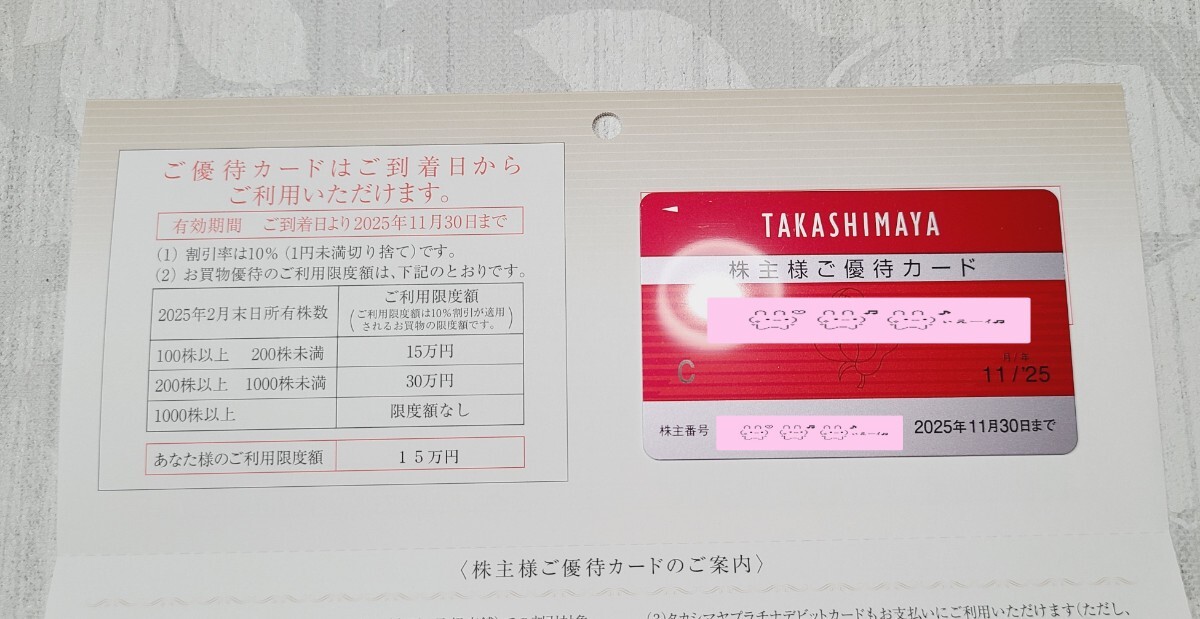 ご優待カードはご到着日から
ご利用いただけます。
有効期間 ご到着日より2025年11月30日まで
(1) 割引率は10%(1円未満切り捨て)です。
(2) お買物優待のご利用限度額は、下記のとおりです。
2025年2月末日所有株数
ご利用限度額
(ご利用限度額は10%割引が適用
されるお買物の限度額です。)
100株以上 200株未満 15万円
200株以上 1000株未満 30万円
1000株以上 限度額なし
あなた様のご利用限度額 15万円
TAKASHIMAYA
株主様ご優待カード
C
月/年
11/'25
株主番号
2025年11月30日まで
〈株主様ご優待カードのご案内〉
(3)タカシマヤプラチナデビットカードもお支払いにご利用いただけます(ただし、